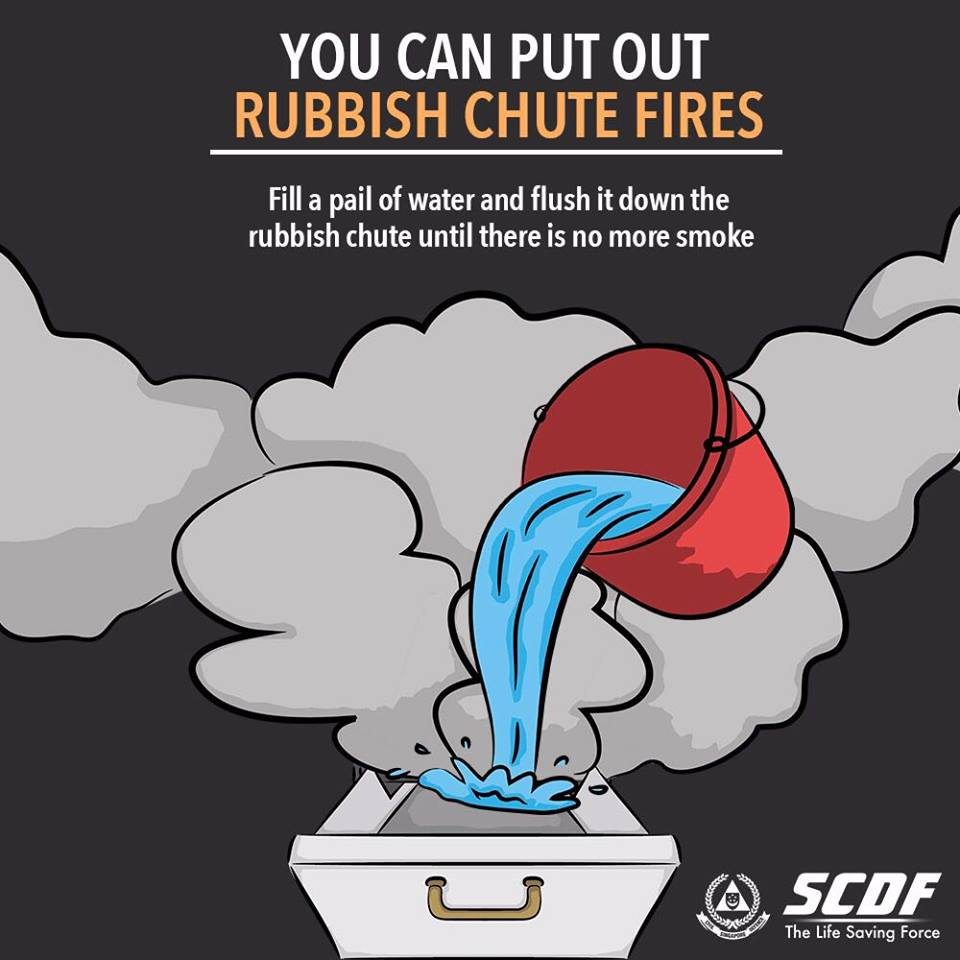 YOU CAN PUT OUT
RUBBISH CHUTE FIRES
Fill a pail of water and flush it down the
rubbish chute until there is no more smoke
SCDF
The Life Saving Force